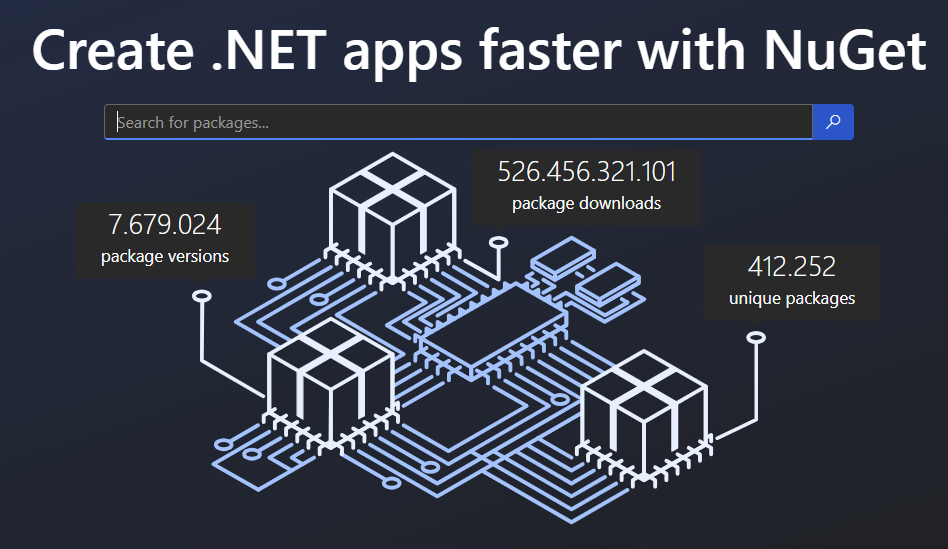 Create .NET apps faster with NuGet
Search for packages...
526.456.321.101
package downloads
7.679.024
package versions
412.252
unique packages